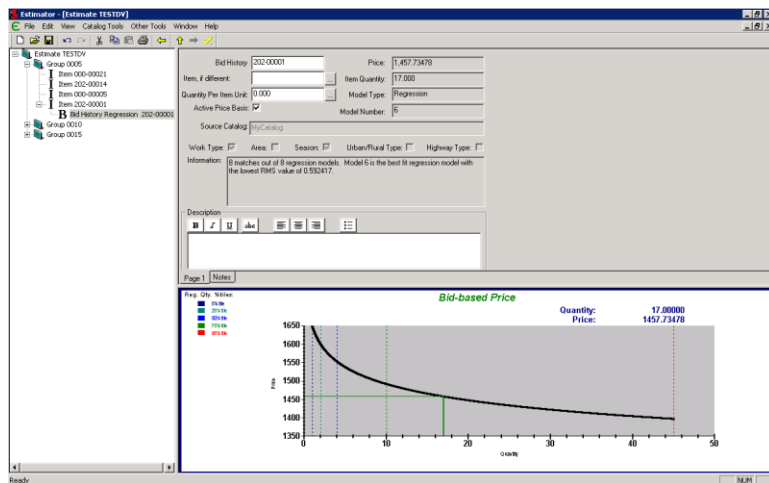 Estimator - [Estimate TESTDV]
File Edit View Catalog Tools Other Tools Window Help
Estimate TESTDV
Group 0005
Item 000-00021
Item 202-00014
Item 000-00005
Item 202-00001
B Bid History Regression 202-00001
Group 0010
Group 0015
Bid History 202-00001 Price: 1,457.73478
Item, if different: ... Item Quantity: 17.000
Quantity Per Item Unit: 0.000 ... Model Type: Regression
Active Price Basis: Model Number: 6
Source Catalog: MyCatalog
Work Type: Area: Season: Urban/Rural Type: Highway Type:
Information: 8 matches out of 8 regression models. Model 6 is the best fit regression model with
the lowest RMS value of 0.592417.
Description
B I U abc
Page 1 Notes
Reg. Qty. %tiles:
Bid-based Price
Quantity: 17.00000
Price: 1457.73478
1650
1600
1550
1500
1450
1400
1350
Price
0 10 20 30 40 50
Quantity
Ready NUM